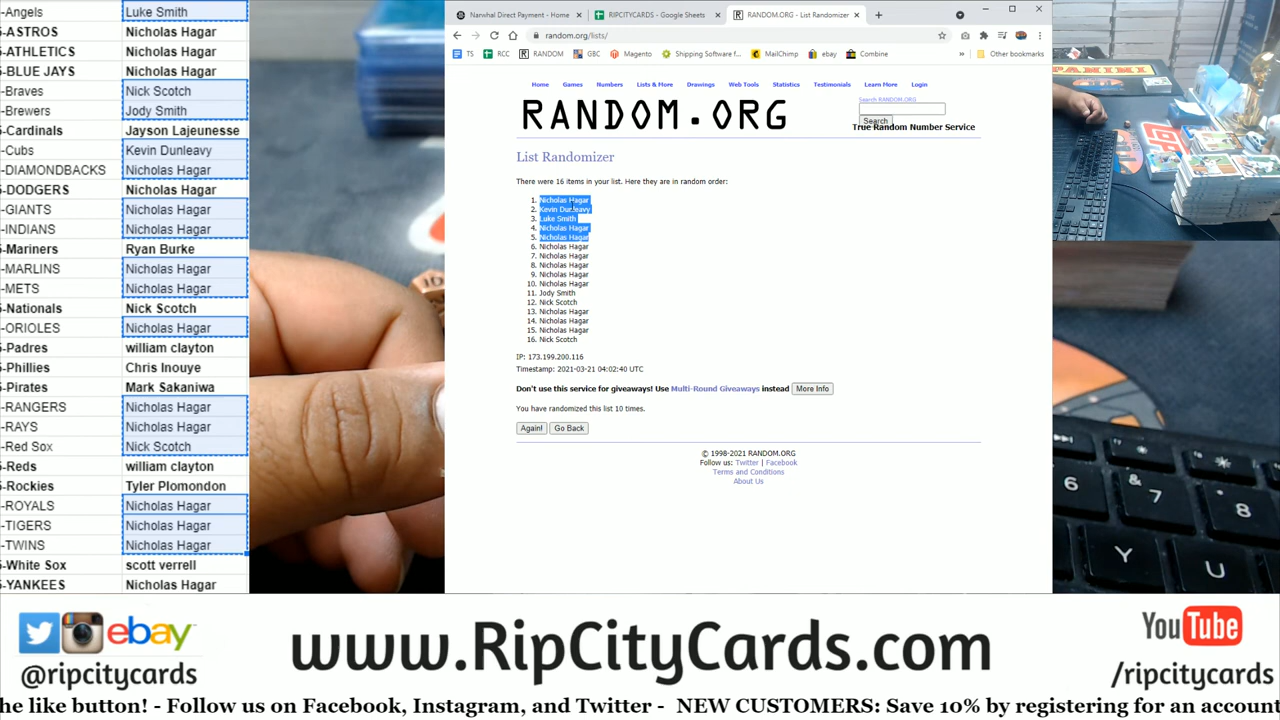 -Angels Luke Smith
-ASTROS Nicholas Hagar
-ATHLETICS Nicholas Hagar
-BLUE JAYS Nicholas Hagar
-Braves Nick Scotch
-Brewers Jody Smith
-Cardinals Jayson Lajeunesse
-Cubs Kevin Dunleavy
-DIAMONDBACKS Nicholas Hagar
-DODGERS Nicholas Hagar
-GIANTS Nicholas Hagar
-INDIANS Nicholas Hagar
-Mariners Ryan Burke
-MARLINS Nicholas Hagar
-METS Nicholas Hagar
-Nationals Nick Scotch
-ORIOLES Nicholas Hagar
-Padres william clayton
-Phillies Chris Inouye
-Pirates Mark Sakaniwa
-RANGERS Nicholas Hagar
-RAYS Nicholas Hagar
-Red Sox Nick Scotch
-Reds william clayton
-Rockies Tyler Plomondon
-ROYALS Nicholas Hagar
-TIGERS Nicholas Hagar
-TWINS Nicholas Hagar
-White Sox scott verrell
-YANKEES Nicholas Hagar
Narwhal Direct Payment - Home RIPCITYCARDS - Google Sheets RANDOM.ORG - List Randomizer
random.org/lists/
TS RCC RANDOM GBC Magento Shipping Software f... MailChimp ebay Combine » Other bookmarks
Home Games Numbers Lists & More Drawings Web Tools Statistics Testimonials Learn More Login
RANDOM.ORG
Search RANDOM.ORG
Search
True Random Number Service
List Randomizer
There were 16 items in your list. Here they are in random order:
1. Nicholas Hagar
2. Kevin Dunleavy
3. Luke Smith
4. Nicholas Hagar
5. Nicholas Hagar
6. Nicholas Hagar
7. Nicholas Hagar
8. Nicholas Hagar
9. Nicholas Hagar
10. Nicholas Hagar
11. Jody Smith
12. Nick Scotch
13. Nicholas Hagar
14. Nicholas Hagar
15. Nicholas Hagar
16. Nick Scotch
IP: 173.199.200.116
Timestamp: 2021-03-21 04:02:40 UTC
Don't use this service for giveaways! Use Multi-Round Giveaways instead More Info
You have randomized this list 10 times.
Again! Go Back
© 1998-2021 RANDOM.ORG
Follow us: Twitter | Facebook
Terms and Conditions
About Us
PANINI
6 & 7 8
Y U
ebay
@ripcitycards
www.RipCityCards.com
YouTube
/ripcitycards
he like button! - Follow us on Facebook, Instagram, and Twitter - NEW CUSTOMERS: Save 10% by registering for an account